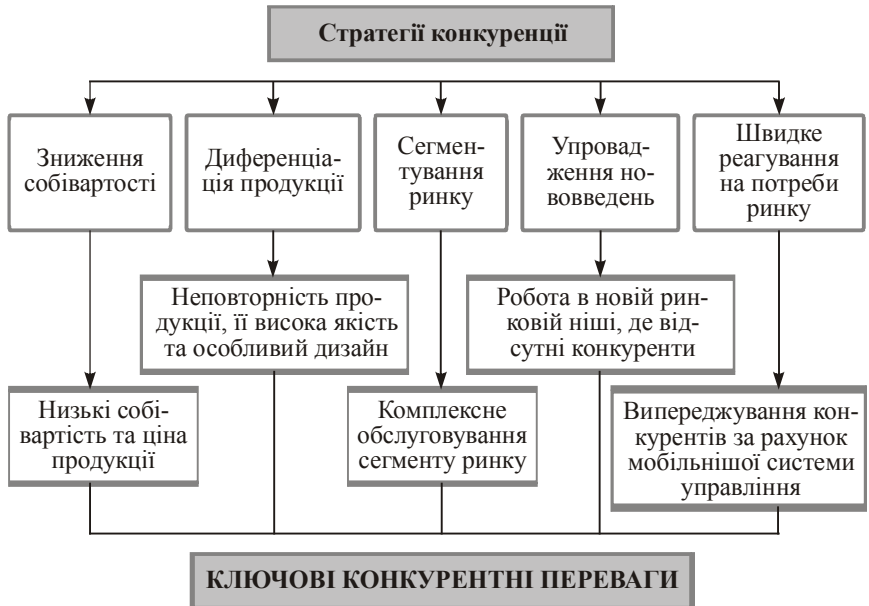 Стратегії конкуренції
Зниження
собівартості
Диференціа-
ація продукції
Сегмен-
тування
ринку
Упровад-
ження но-
вовведень
Швидке
реагування
на потреби
ринку
Неповторність про-
дукції, її висока якість
та особливий дизайн
Робота в новій рин-
ковій ніші, де від-
сутні конкуренти
Низькі собі-
вартість та ціна
продукції
Комплексне
обслуговування
сегменту ринку
Випереджування кон-
курентів за рахунок
мобільнішої системи
управління
КЛЮЧОВІ КОНКУРЕНТНІ ПЕРЕВАГИ